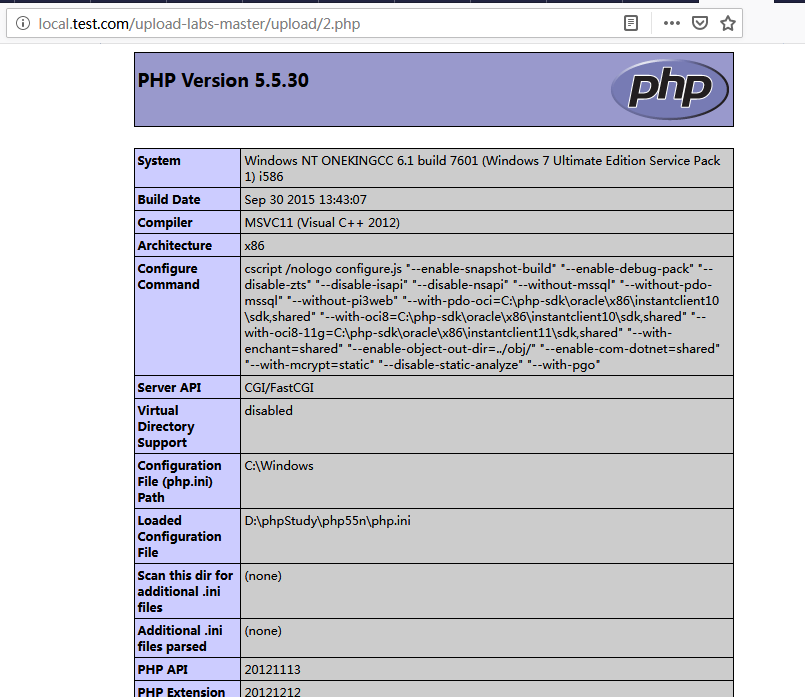 local.test.com/upload-labs-master/upload/2.php
PHP Version 5.5.30
php
System
Windows NT ONEKINGCC 6.1 build 7601 (Windows 7 Ultimate Edition Service Pack
1) i586
Build Date
Sep 30 2015 13:43:07
Compiler
MSVC11 (Visual C++ 2012)
Architecture
x86
Configure
Command
cscript /nologo configure.js "--enable-snapshot-build" "--enable-debug-pack" "--
disable-zts" "--disable-isapi" "--disable-nsapi" "--without-mssql" "--without-pdo-
mssql" "--without-pi3web" "--with-pdo-oci=C:\php-sdk\oracle\x86\instantclient10
\sdk,shared" "--with-oci8=C:\php-sdk\oracle\x86\instantclient10\sdk,shared" "--
with-oci8-11g=C:\php-sdk\oracle\x86\instantclient11\sdk,shared" "--with-
enchant=shared" "--enable-object-out-dir=../obj/" "--enable-com-dotnet=shared"
"--with-mcrypt=static" "--disable-static-analyze" "--with-pgo"
Server API
CGI/FastCGI
Virtual
Directory
Support
disabled
Configuration
File (php.ini)
Path
C:\Windows
Loaded
Configuration
File
D:\phpStudy\php55n\php.ini
Scan this dir for
additional .ini
files
(none)
Additional .ini
files parsed
(none)
PHP API
20121113
PHP Extension
20121212